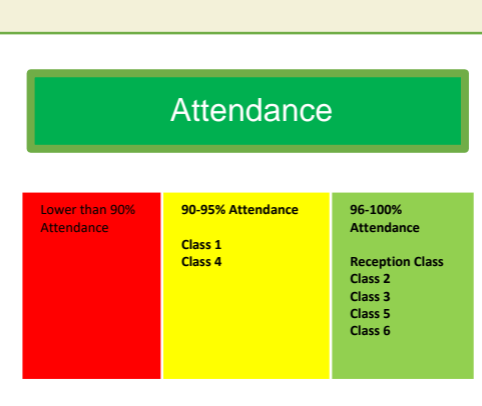 Attendance
Lower than 90%
Attendance
90-95% Attendance
Class 1
Class 4
96-100%
Attendance
Reception Class
Class 2
Class 3
Class 5
Class 6